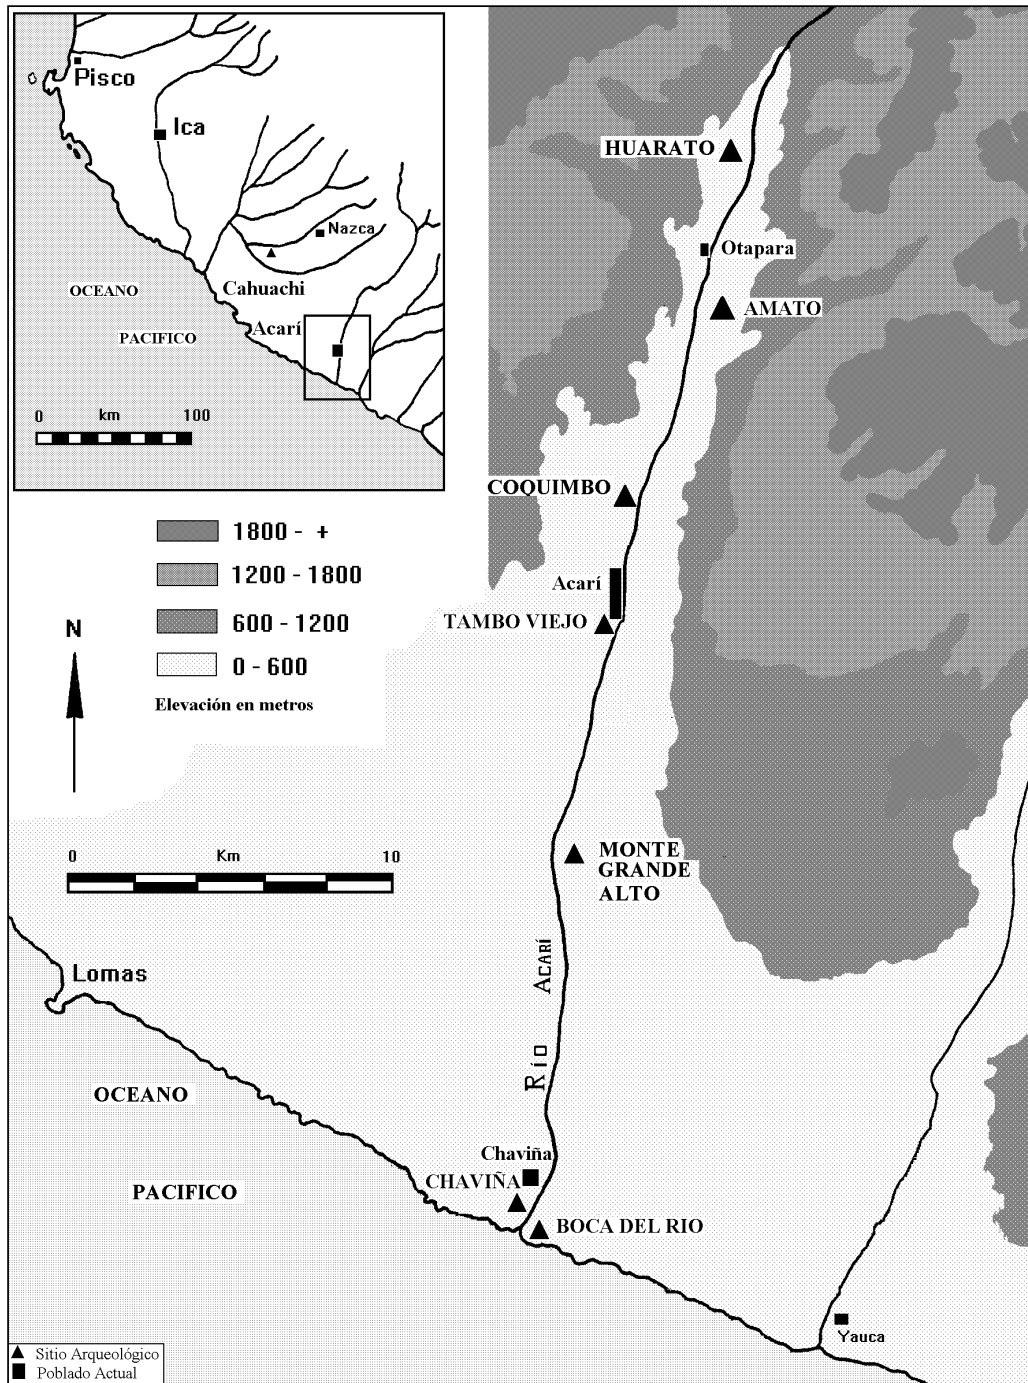 Pisco
Ica
Nazca
Cahuachi
OCEANO
PACIFICO
Acarí
0 km 100
HUARATO
Otapara
AMATO
COQUIMBO
Acarí
TAMBO VIEJO
1800 - +
1200 - 1800
600 - 1200
0 - 600
Elevación en metros
N
0 Km 10
MONTE
GRANDE
ALTO
Río ACARÍ
Lomas
OCEANO
PACIFICO
Chaviña
CHAVIÑA
BOCA DEL RIO
Yauca
Sitio Arqueológico
Poblado Actual